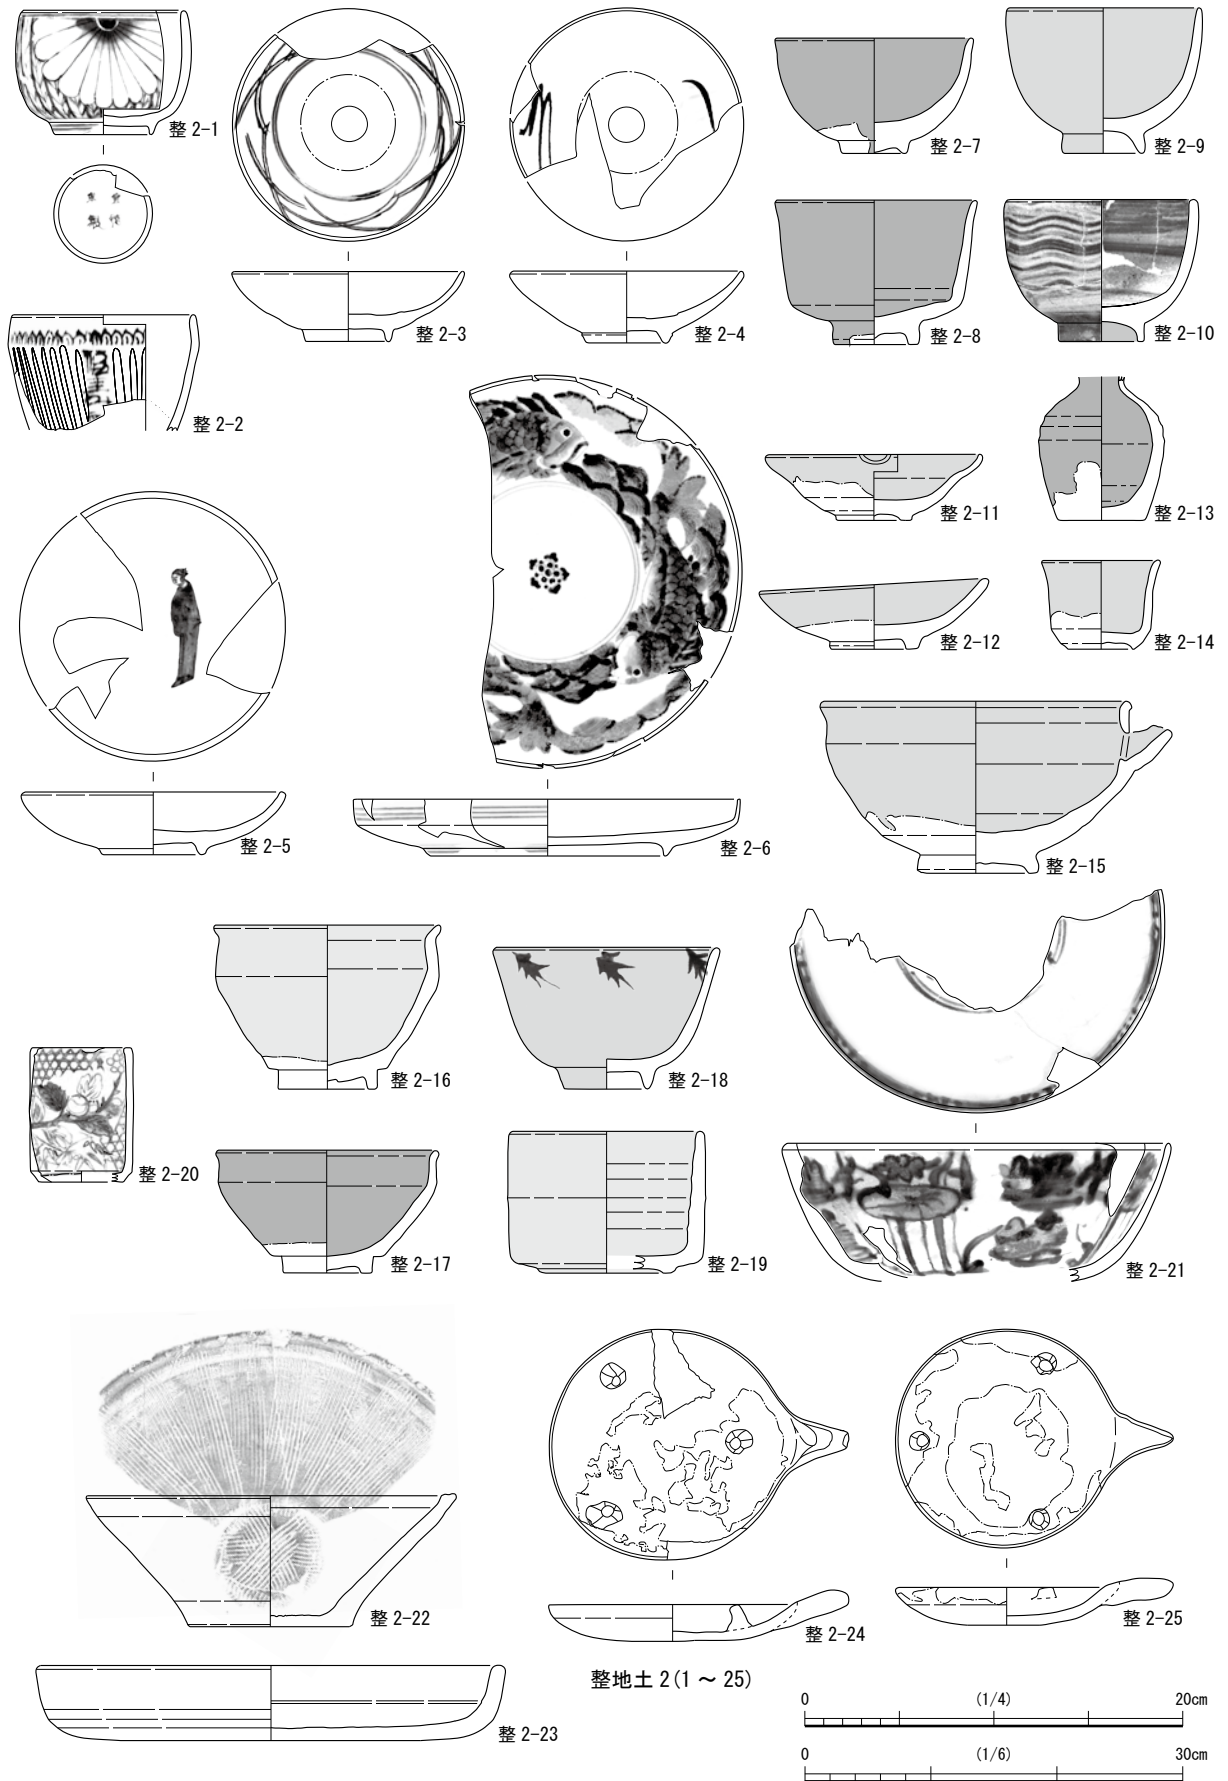 整 2-1
整 2-3
整 2-4
整 2-7
整 2-9
整 2-2
整 2-8
整 2-10
整 2-11
整 2-13
整 2-12
整 2-14
整 2-5
整 2-6
整 2-15
整 2-16
整 2-18
整 2-20
整 2-17
整 2-19
整 2-21
整 2-22
整 2-24
整 2-25
整地土 2(1 ～ 25)
整 2-23
0 (1/4) 20cm
0 (1/6) 30cm